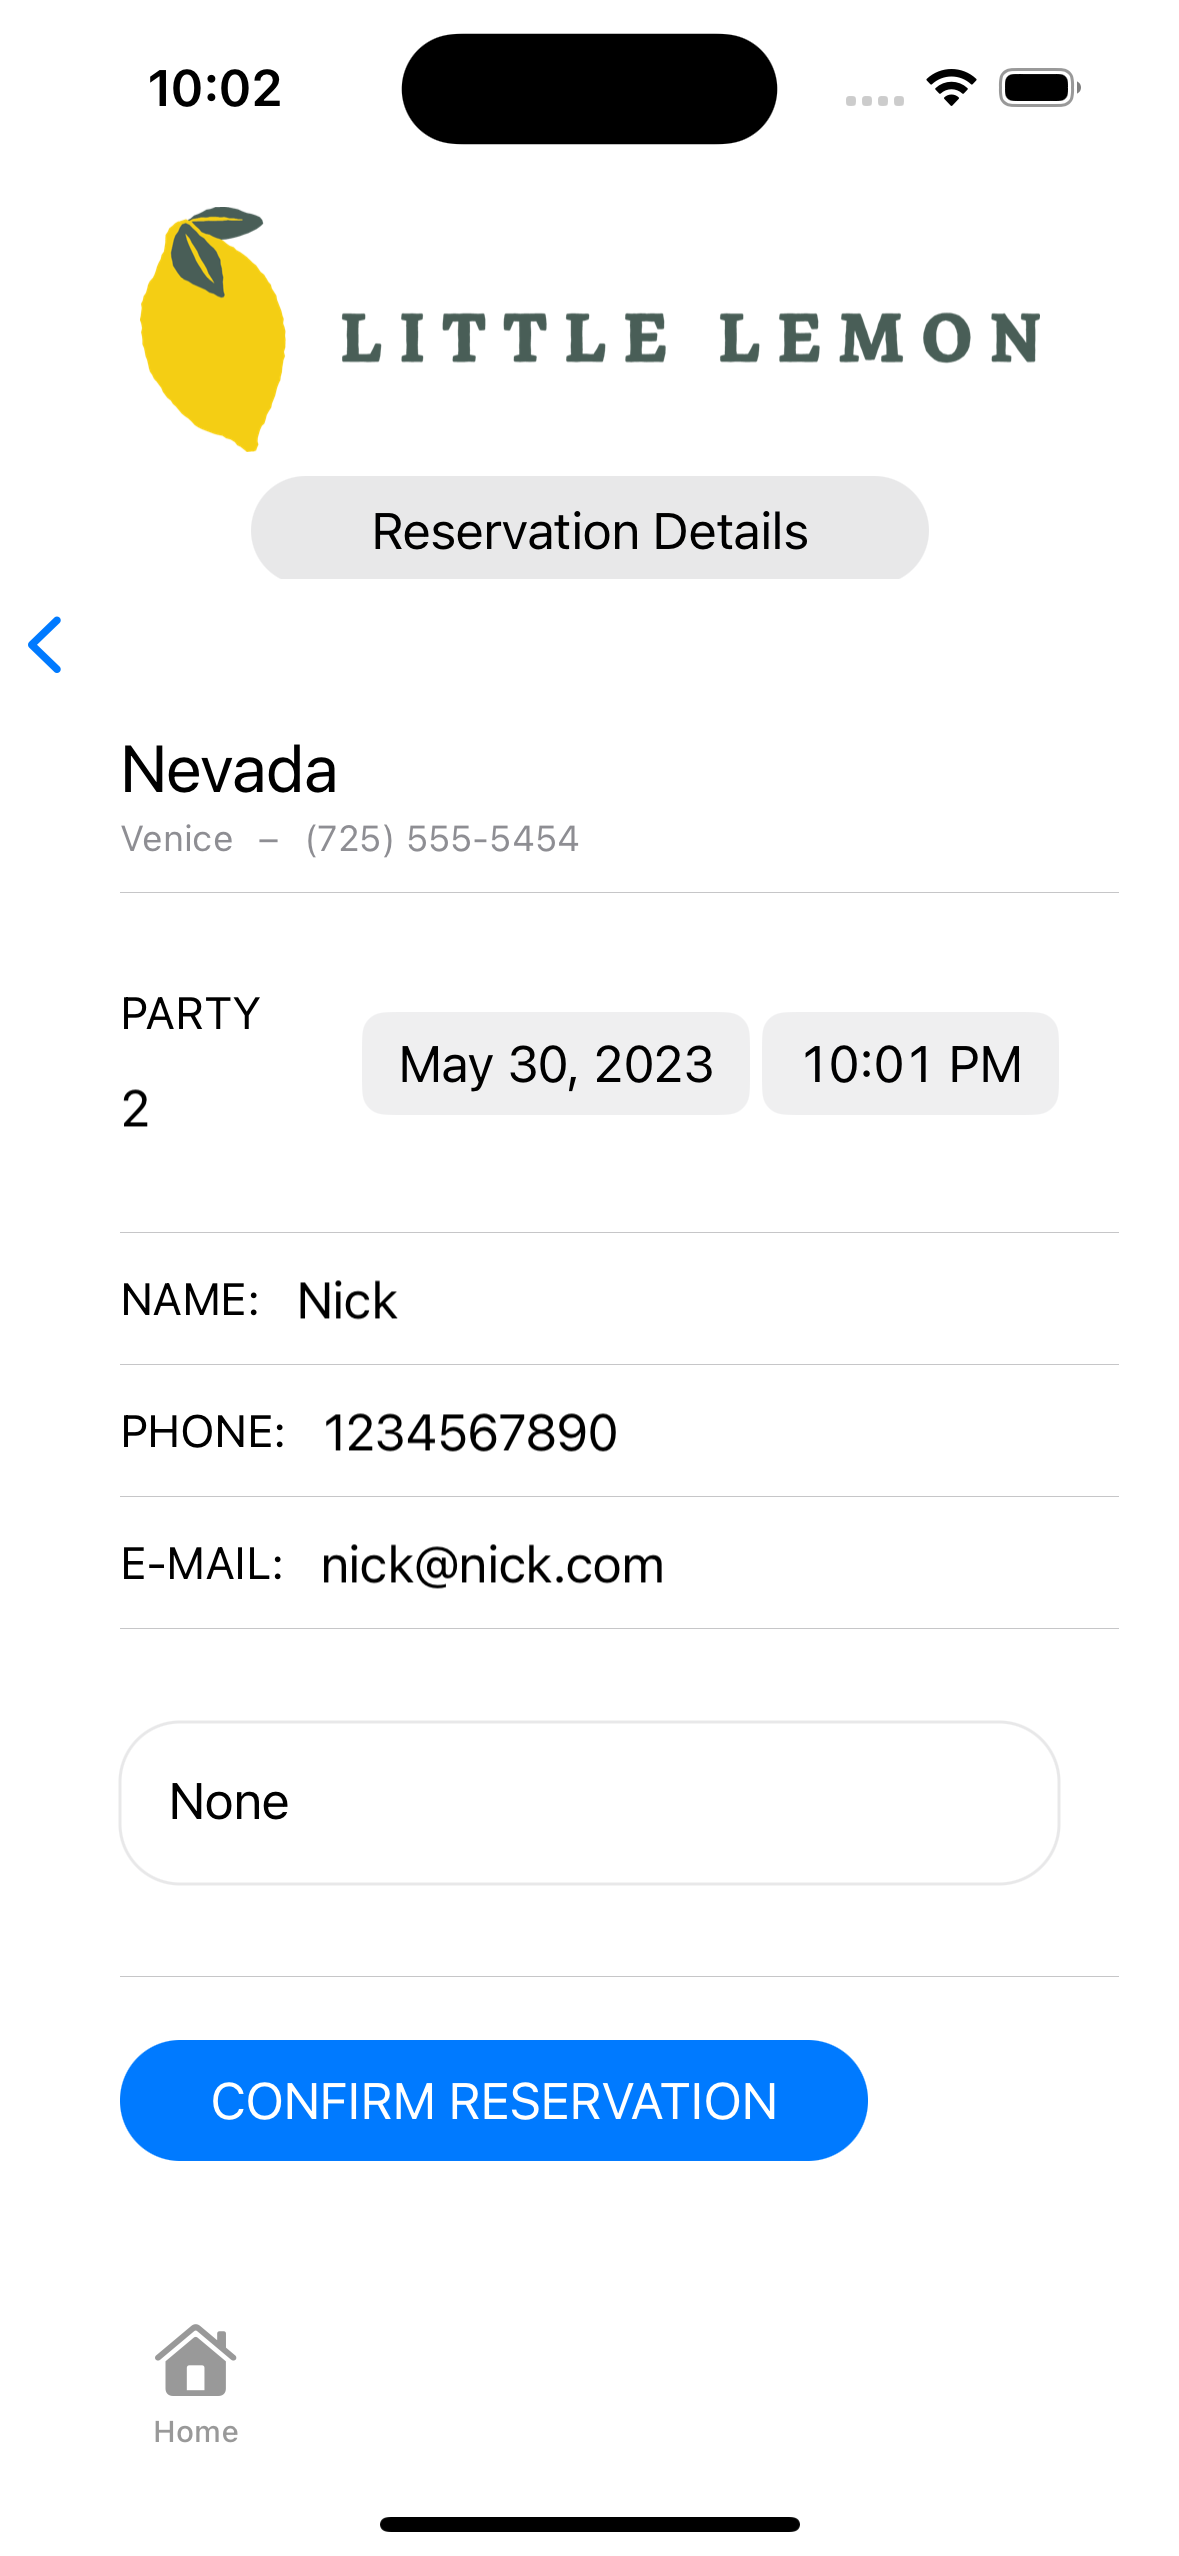 10:02
LITTLE LEMON
Reservation Details
Nevada
Venice – (725) 555-5454
PARTY
2
May 30, 2023 10:01 PM
NAME: Nick
PHONE: 1234567890
E-MAIL: nick@nick.com
None
CONFIRM RESERVATION
Home